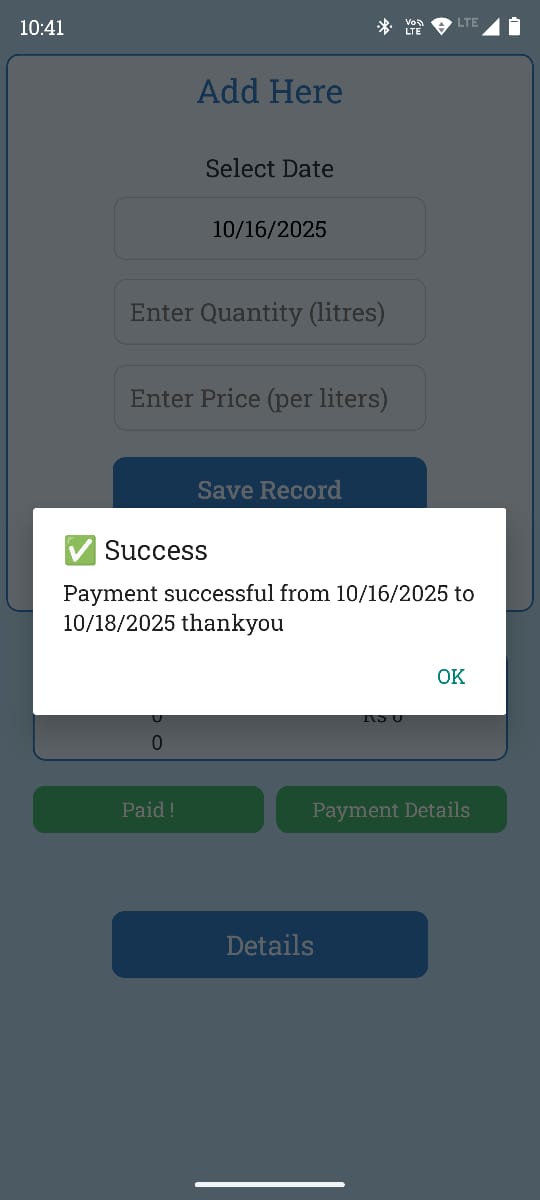 10:41
Vo)) LTE
LTE
Add Here
Select Date
10/16/2025
Enter Quantity (litres)
Enter Price (per liters)
Save Record
✅ Success
Payment successful from 10/16/2025 to
10/18/2025 thankyou
OK
0
Rs 0
0
Paid !
Payment Details
Details